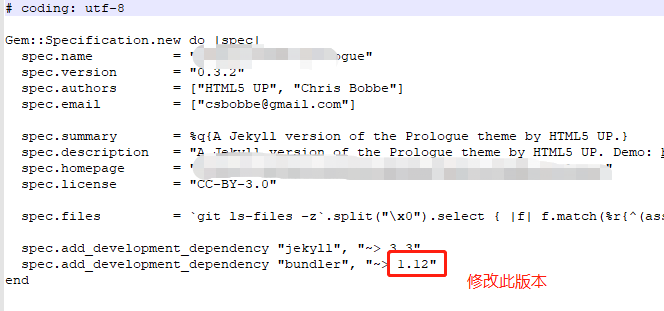 # coding: utf-8
Gem::Specification.new do |spec|
spec.name = "ogue"
spec.version = "0.3.2"
spec.authors = ["HTML5 UP", "Chris Bobbe"]
spec.email = ["csbobbe@gmail.com"]
spec.summary = %q{A Jekyll version of the Prologue theme by HTML5 UP.}
spec.description = "A Jekyll version of the Prologue theme by HTML5 UP. Demo:
spec.homepage = "
spec.license = "CC-BY-3.0"
spec.files = `git ls-files -z`.split("\x0").select { |f| f.match(%r{^(ass
spec.add_development_dependency "jekyll", "~> 3.3"
spec.add_development_dependency "bundler", "~> 1.12"
end
修改此版本